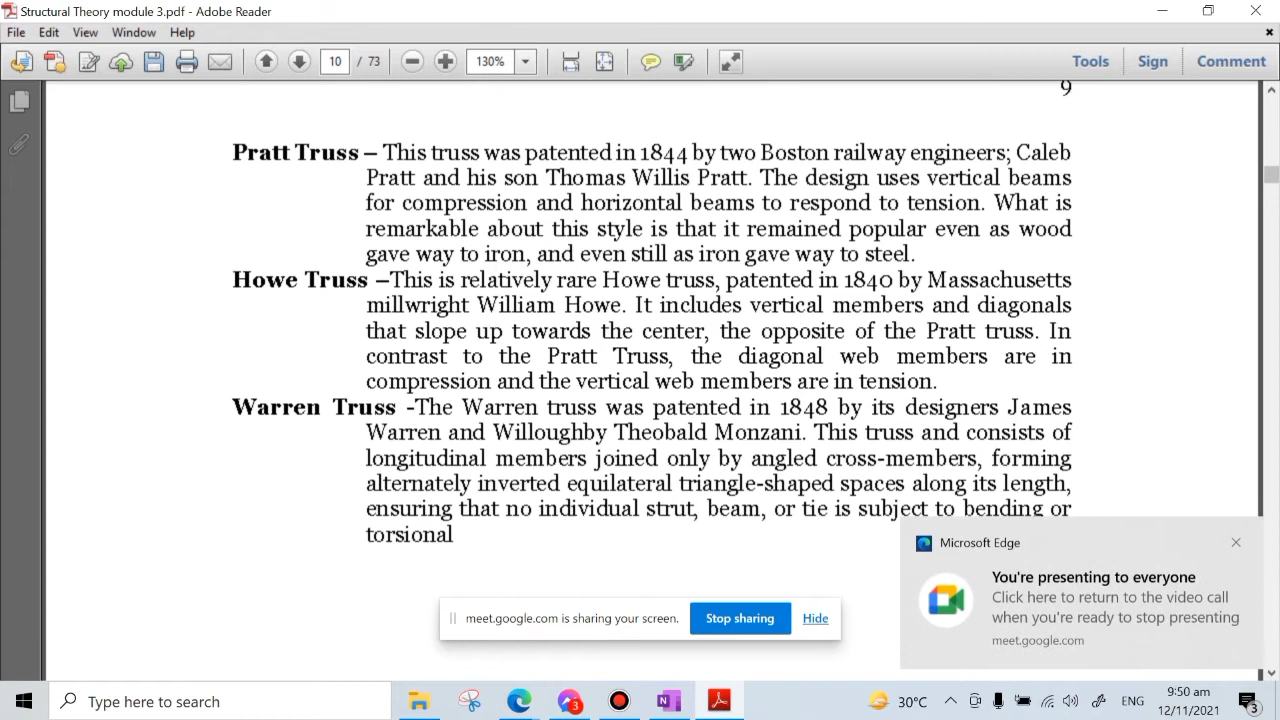 Structural Theory module 3.pdf - Adobe Reader
File Edit View Window Help
10 / 73 130% Tools Sign Comment
9
Pratt Truss – This truss was patented in 1844 by two Boston railway engineers; Caleb
Pratt and his son Thomas Willis Pratt. The design uses vertical beams
for compression and horizontal beams to respond to tension. What is
remarkable about this style is that it remained popular even as wood
gave way to iron, and even still as iron gave way to steel.
Howe Truss –This is relatively rare Howe truss, patented in 1840 by Massachusetts
millwright William Howe. It includes vertical members and diagonals
that slope up towards the center, the opposite of the Pratt truss. In
contrast to the Pratt Truss, the diagonal web members are in
compression and the vertical web members are in tension.
Warren Truss -The Warren truss was patented in 1848 by its designers James
Warren and Willoughby Theobald Monzani. This truss and consists of
longitudinal members joined only by angled cross-members, forming
alternately inverted equilateral triangle-shaped spaces along its length,
ensuring that no individual strut, beam, or tie is subject to bending or
torsional
Microsoft Edge
You're presenting to everyone
Click here to return to the video call
when you're ready to stop presenting
meet.google.com
meet.google.com is sharing your screen. Stop sharing Hide
Type here to search
3
30°C
ENG
9:50 am
12/11/2021
3